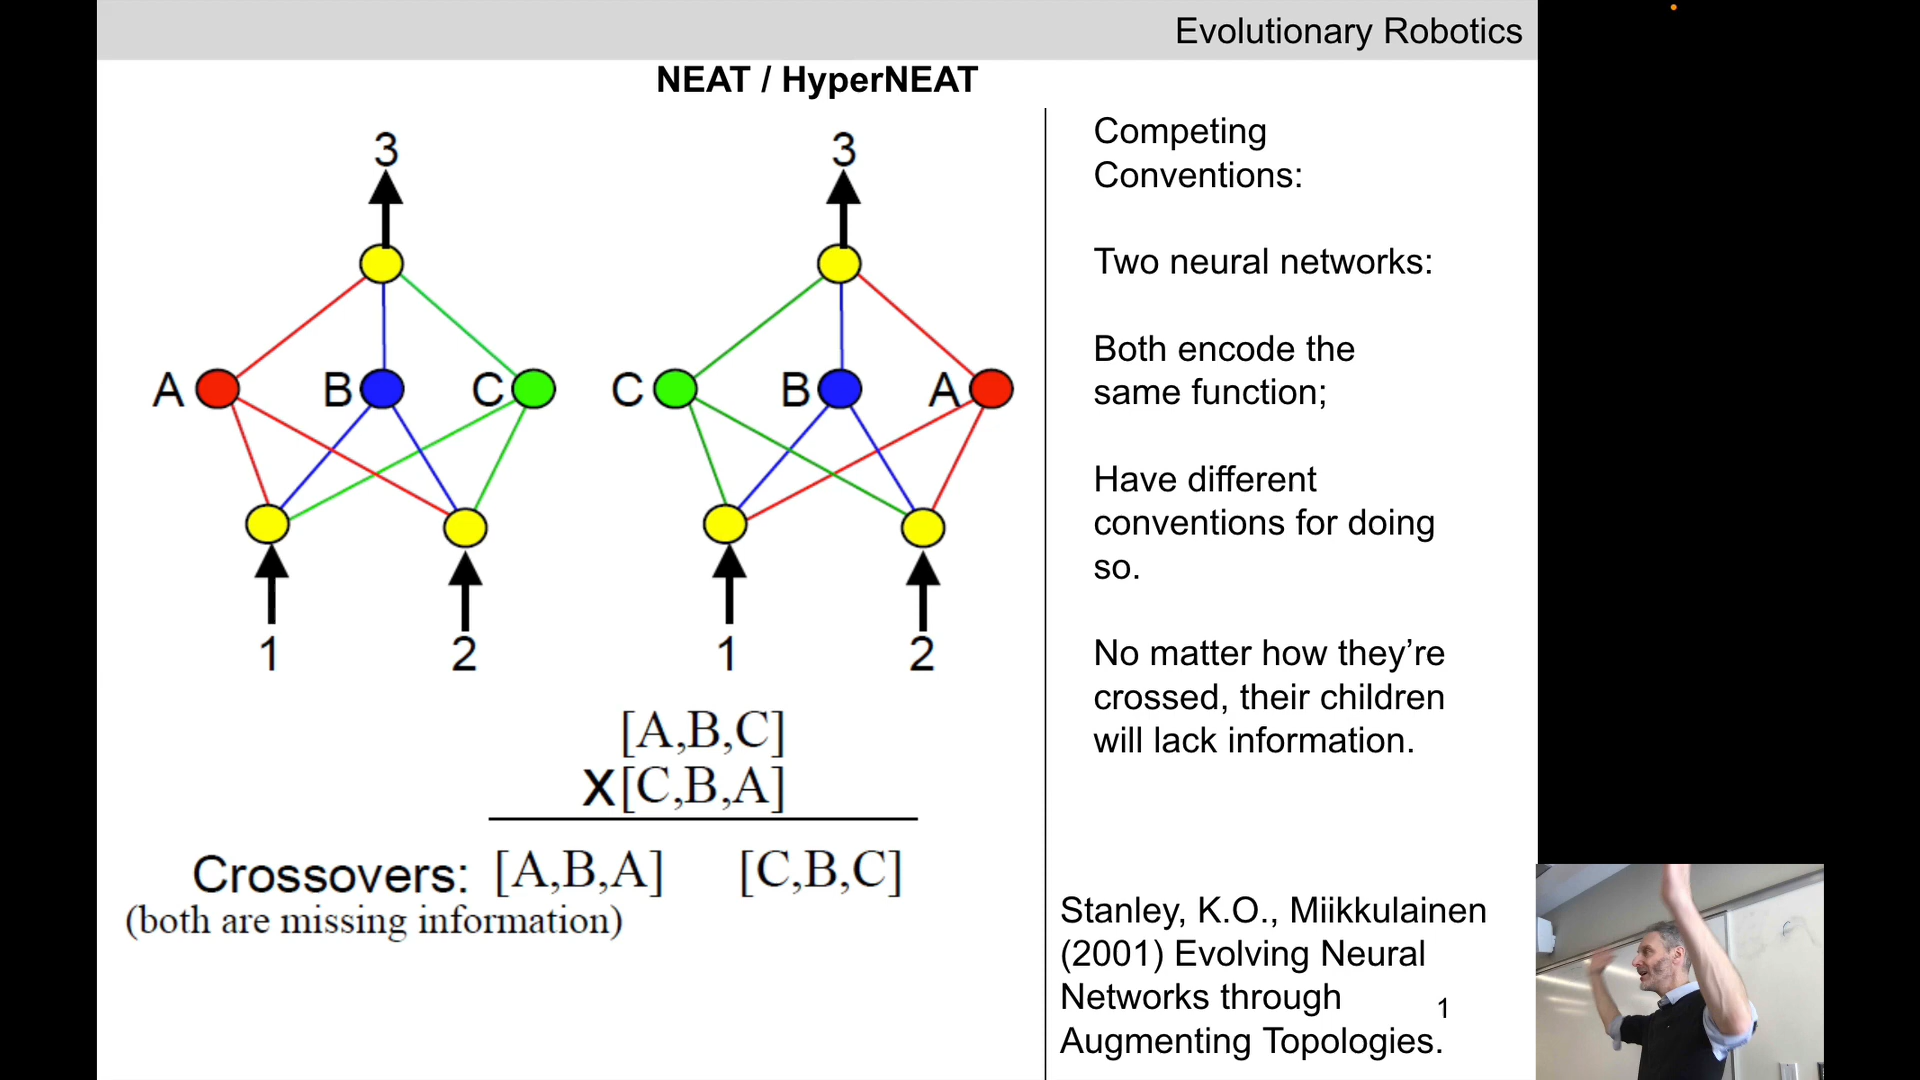 Evolutionary Robotics
NEAT / HyperNEAT
3
A B C
1 2
3
C B A
1 2
[A,B,C]
X[C,B,A]
Crossovers: [A,B,A] [C,B,C]
(both are missing information)
Competing
Conventions:
Two neural networks:
Both encode the
same function;
Have different
conventions for doing
so.
No matter how they’re
crossed, their children
will lack information.
Stanley, K.O., Miikkulainen
(2001) Evolving Neural
Networks through
Augmenting Topologies.
1